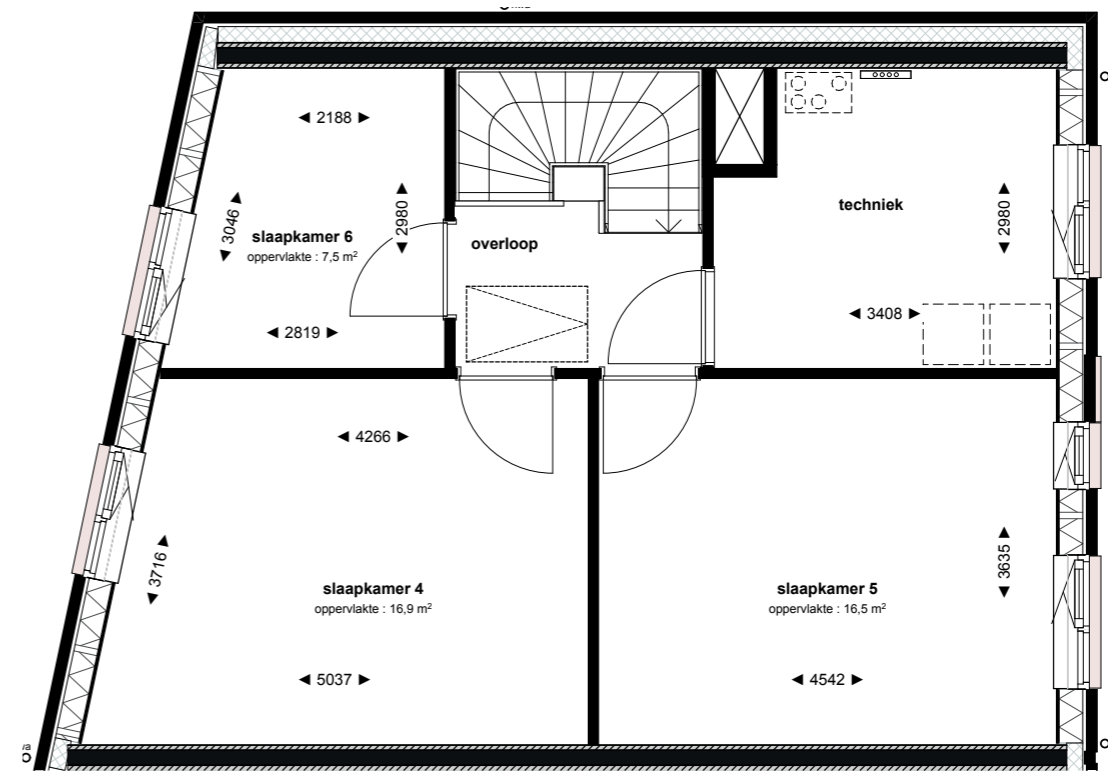 ◄ 2188 ►
◄ 3046 ►
◄ 2980 ►
slaapkamer 6
oppervlakte : 7,5 m²
◄ 2819 ►
overloop
techniek
◄ 2980 ►
◄ 3408 ►
◄ 4266 ►
◄ 3716 ►
slaapkamer 4
oppervlakte : 16,9 m²
◄ 5037 ►
slaapkamer 5
oppervlakte : 16,5 m²
◄ 3635 ►
◄ 4542 ►